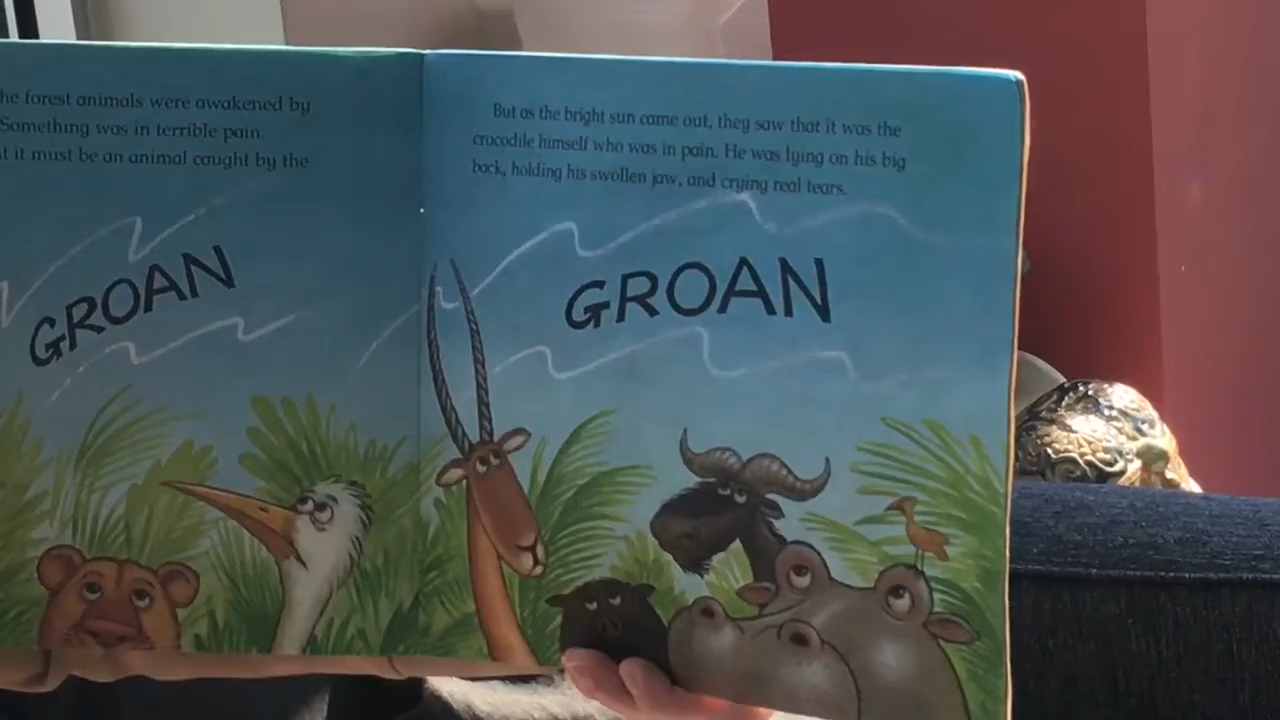 he forest animals were awakened by
Something was in terrible pain.
t it must be an animal caught by the
GROAN
But as the bright sun came out, they saw that it was the
crocodile himself who was in pain. He was lying on his big
back, holding his swollen jaw, and crying real tears.
GROAN